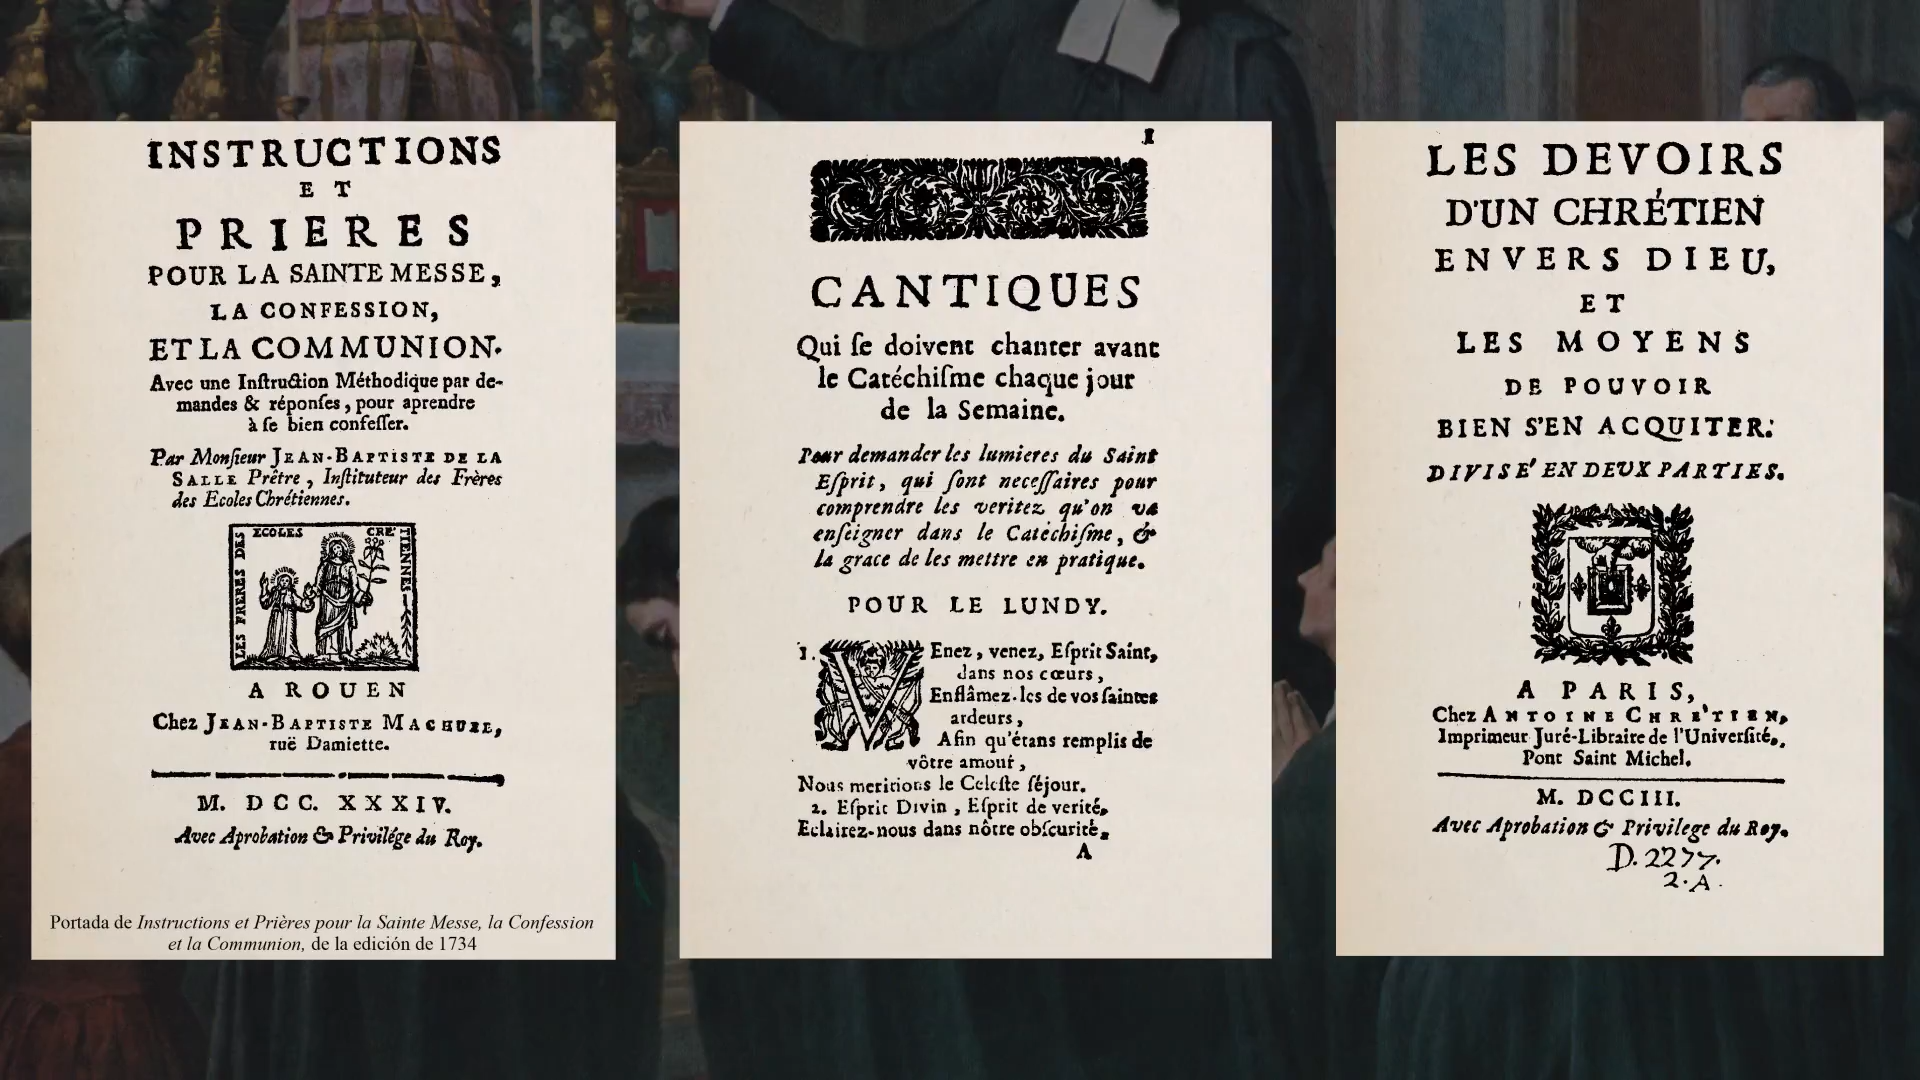 INSTRUCTIONS
ET
PRIERES
POUR LA SAINTE MESSE,
LA CONFESSION,
ET LA COMMUNION.
Avec une Inſtruction Méthodique par de-
mandes & réponſes, pour aprendre
à ſe bien confeſſer.
Par Monſieur JEAN-BAPTISTE DE LA
SALLE Prêtre, Inſtituteur des Frères
des Ecoles Chrétiennes.
LES FRERES DES
ECOLES CRE
TIENNES
A ROUEN
Chez JEAN-BAPTISTE MACHUEE,
ruë Damiette.
M. DCC. XXXIV.
Avec Aprobation & Privilége du Roy.
Portada de Instructions et Prières pour la Sainte Messe, la Confession
et la Communion, de la edición de 1734
1
CANTIQUES
Qui ſe doivent chanter avant
le Catéchiſme chaque jour
de la Semaine.
Pour demander les lumieres du Saint
Eſprit, qui ſont neceſſaires pour
comprendre les veritez qu'on va
enſeigner dans le Catéchiſme, &
la grace de les mettre en pratique.
POUR LE LUNDY.
1. VEnez, venez, Eſprit Saint,
dans nos cœurs,
Enflâmez-les de vos ſaintes
ardeurs,
Afin qu'étans remplis de
vôtre amour,
Nous meritions le Celeſte ſéjour.
2. Eſprit Divin, Eſprit de verité,
Eclairez-nous dans nôtre obſcurité,
A
LES DEVOIRS
D'UN CHRÉTIEN
ENVERS DIEU,
ET
LES MOYENS
DE POUVOIR
BIEN S'EN ACQUITER.
DIVISE' EN DEUX PARTIES.
A PARIS,
Chez ANTOINE CHRE'TIEN,
Imprimeur Juré-Libraire de l'Univerſité,
Pont Saint Michel.
M. DCCIII.
Avec Aprobation & Privilege du Roy.
D. 2277.
2. A.